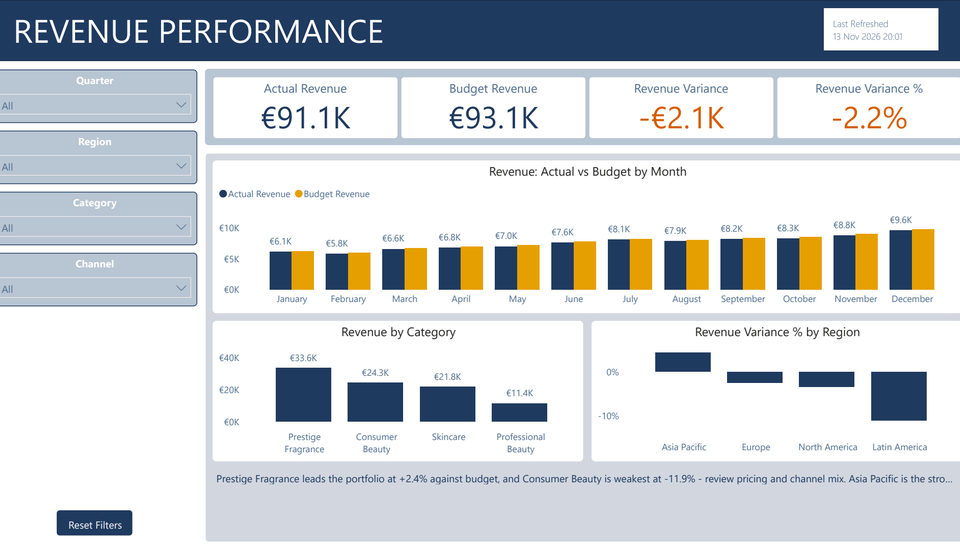 REVENUE PERFORMANCE
Last Refreshed
13 Nov 2026 20:01
Quarter
All
Region
All
Category
All
Channel
All
Reset Filters
Actual Revenue
€91.1K
Budget Revenue
€93.1K
Revenue Variance
-€2.1K
Revenue Variance %
-2.2%
Revenue: Actual vs Budget by Month
Actual Revenue Budget Revenue
€10K
€5K
€0K
€6.1K €5.8K €6.6K €6.8K €7.0K €7.6K €8.1K €7.9K €8.2K €8.3K €8.8K €9.6K
January February March April May June July August September October November December
Revenue by Category
€40K
€20K
€0K
€33.6K €24.3K €21.8K €11.4K
Prestige Fragrance
Consumer Beauty
Skincare
Professional Beauty
Revenue Variance % by Region
0%
-10%
Asia Pacific Europe North America Latin America
Prestige Fragrance leads the portfolio at +2.4% against budget, and Consumer Beauty is weakest at -11.9% - review pricing and channel mix. Asia Pacific is the stro...